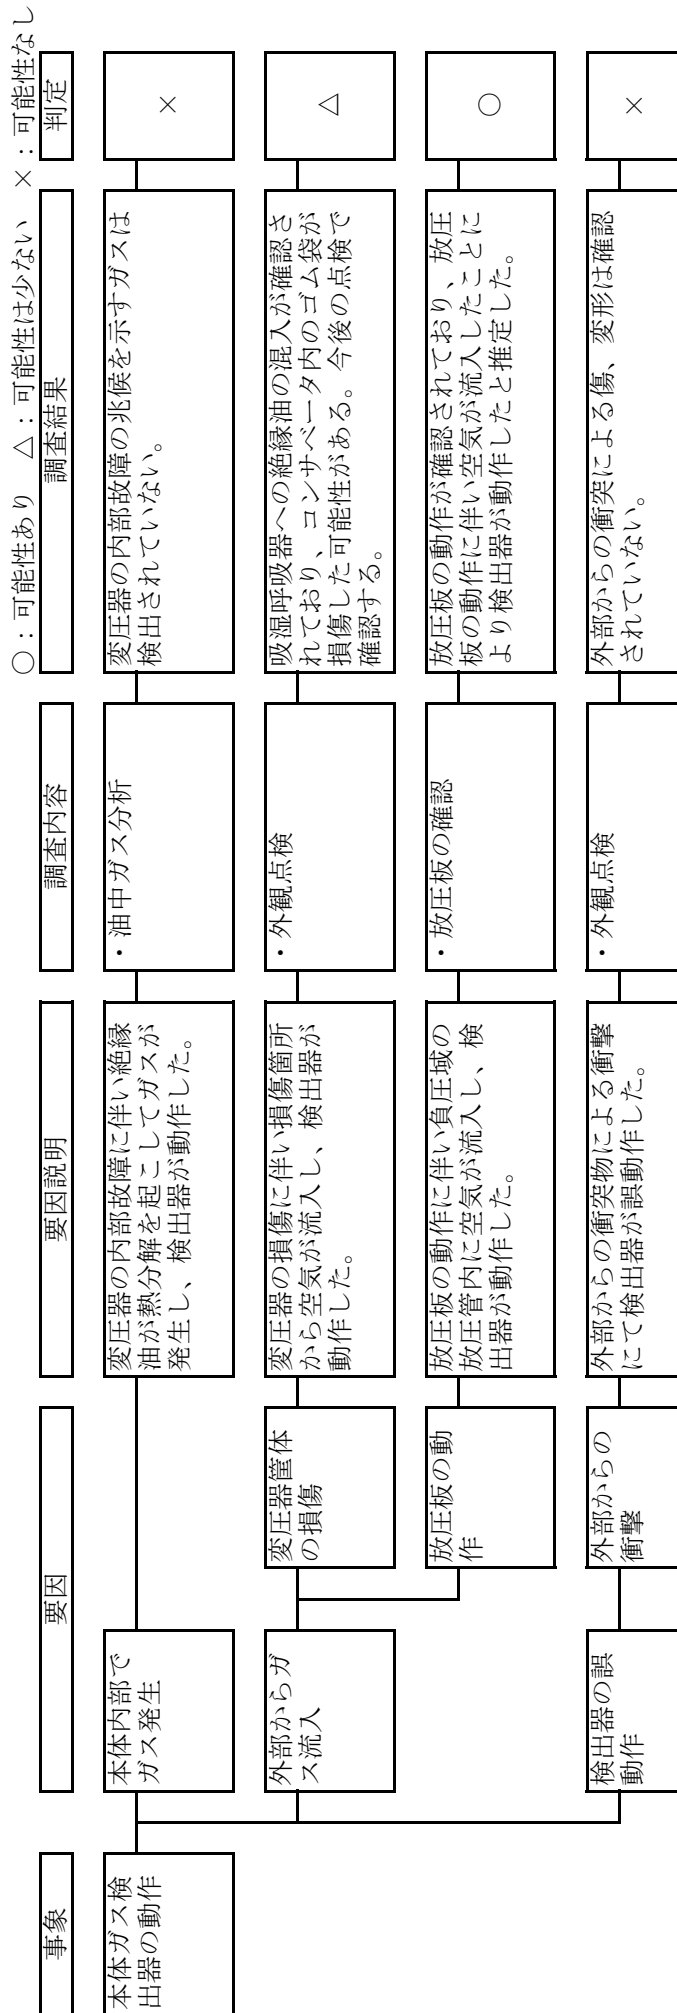 ○：可能性あり　△：可能性は少ない　×：可能性なし
事象
要因
要因説明
調査内容
調査結果
判定
本体ガス検
出器の動作
本体内部で
ガス発生
変圧器の内部故障に伴い絶縁
油が熱分解を起こしてガスが
発生し、検出器が動作した。
・油中ガス分析
変圧器の内部故障の兆候を示すガスは
検出されていない。
×
外部からガ
ス流入
変圧器筐体
の損傷
変圧器の損傷に伴い損傷箇所
から空気が流入し、検出器が
動作した。
・外観点検
吸湿呼吸器への絶縁油の混入が確認さ
れており、コンサベータ内のゴム袋が
損傷した可能性がある。今後の点検で
確認する。
△
放圧板の動
作
放圧板の動作に伴い負圧域の
放圧管内に空気が流入し、検
出器が動作した。
・放圧板の確認
放圧板の動作が確認されており、放圧
板の動作に伴い空気が流入したことに
より検出器が動作したと推定した。
○
検出器の誤
動作
外部からの
衝撃
外部からの衝突物による衝撃
にて検出器が誤動作した。
・外観点検
外部からの衝突による傷、変形は確認
されていない。
×